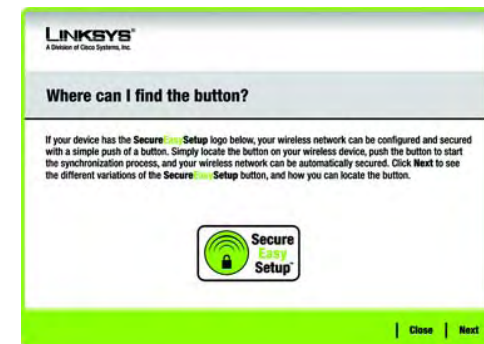 LINKSYS®
A Division of Cisco Systems, Inc.
Where can I find the button?
If your device has the SecureEasySetup logo below, your wireless network can be configured and secured
with a simple push of a button. Simply locate the button on your wireless device, push the button to start
the synchronization process, and your wireless network can be automatically secured. Click Next to see
the different variations of the SecureEasySetup button, and how you can locate the button.
Secure
Easy
Setup™
Close | Next